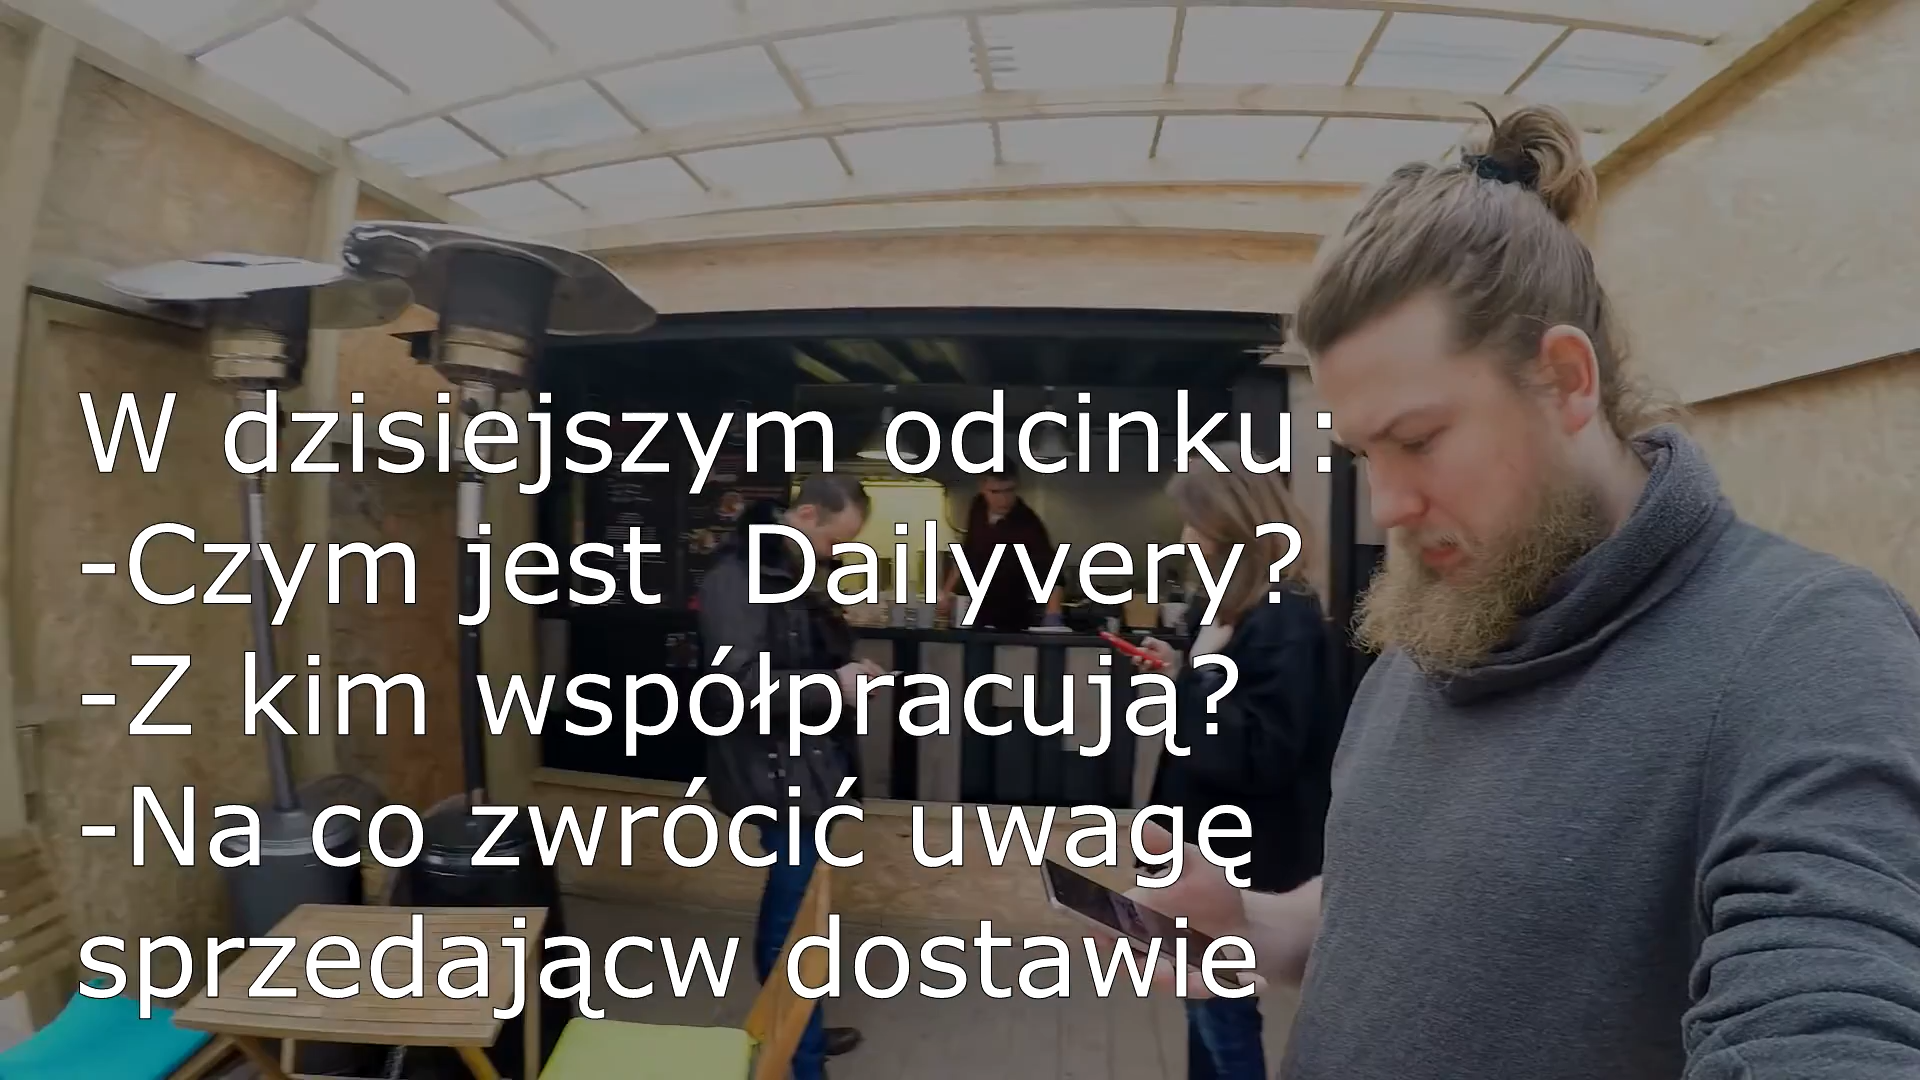 W dzisiejszym odcinku:
-Czym jest Dailyvery?
-Z kim współpracują?
-Na co zwrócić uwagę
sprzedającw dostawie